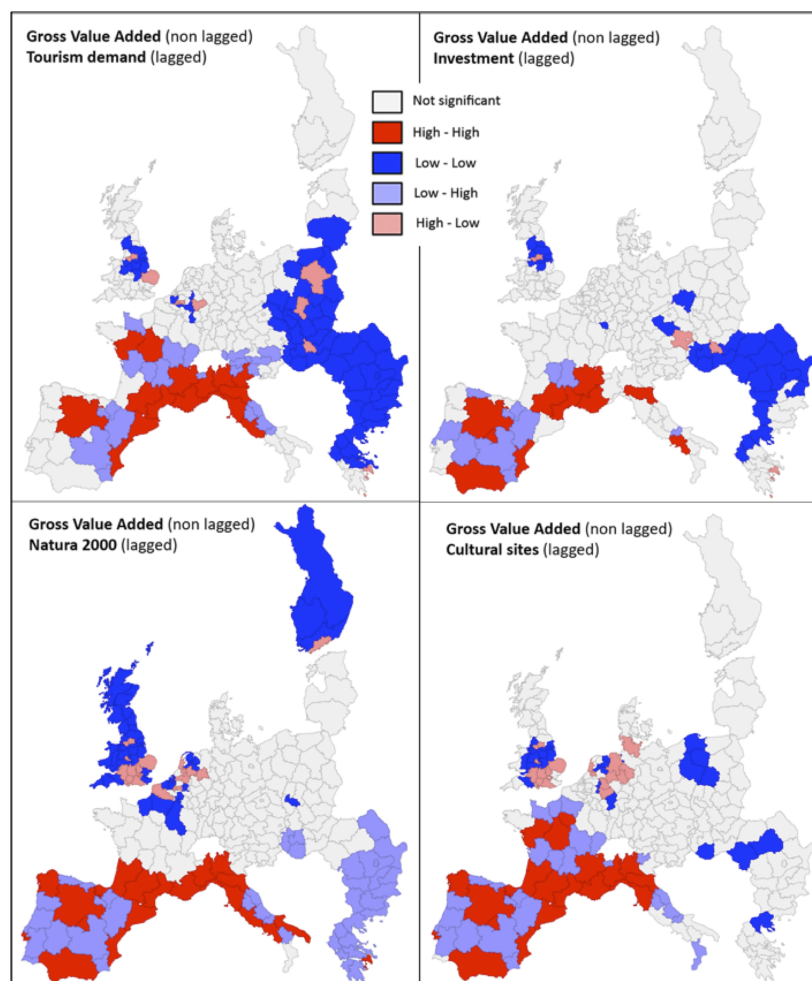 Gross Value Added (non lagged)
Tourism demand (lagged)
Gross Value Added (non lagged)
Investment (lagged)
Not significant
High - High
Low - Low
Low - High
High - Low
Gross Value Added (non lagged)
Natura 2000 (lagged)
Gross Value Added (non lagged)
Cultural sites (lagged)